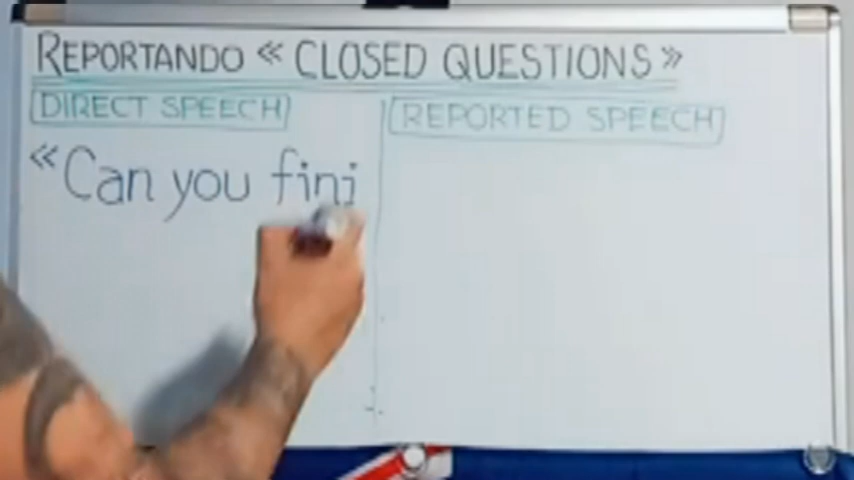 REPORTANDO « CLOSED QUESTIONS »
DIRECT SPEECH
REPORTED SPEECH
« Can you fini